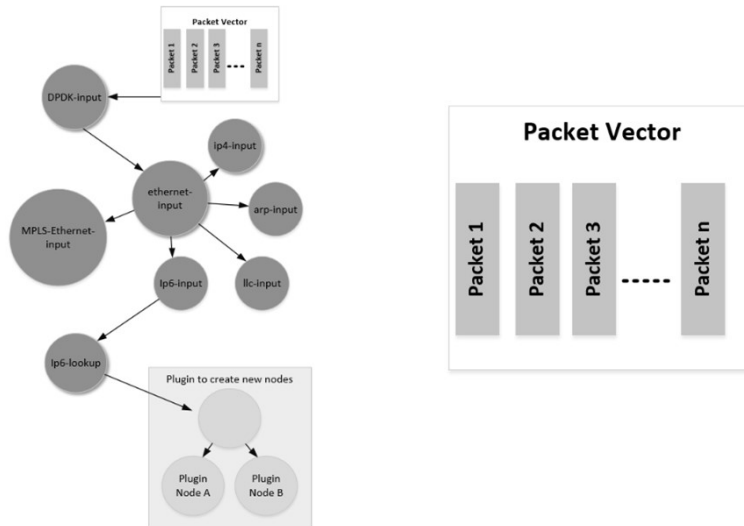 Packet Vector
Packet 1
Packet 2
Packet 3
Packet n
DPDK-input
ip4-input
ethernet-
input
arp-input
MPLS-Ethernet-
input
Ip6-input
llc-input
Ip6-lookup
Plugin to create new nodes
Plugin
Node A
Plugin
Node B
Packet Vector
Packet 1
Packet 2
Packet 3
Packet n